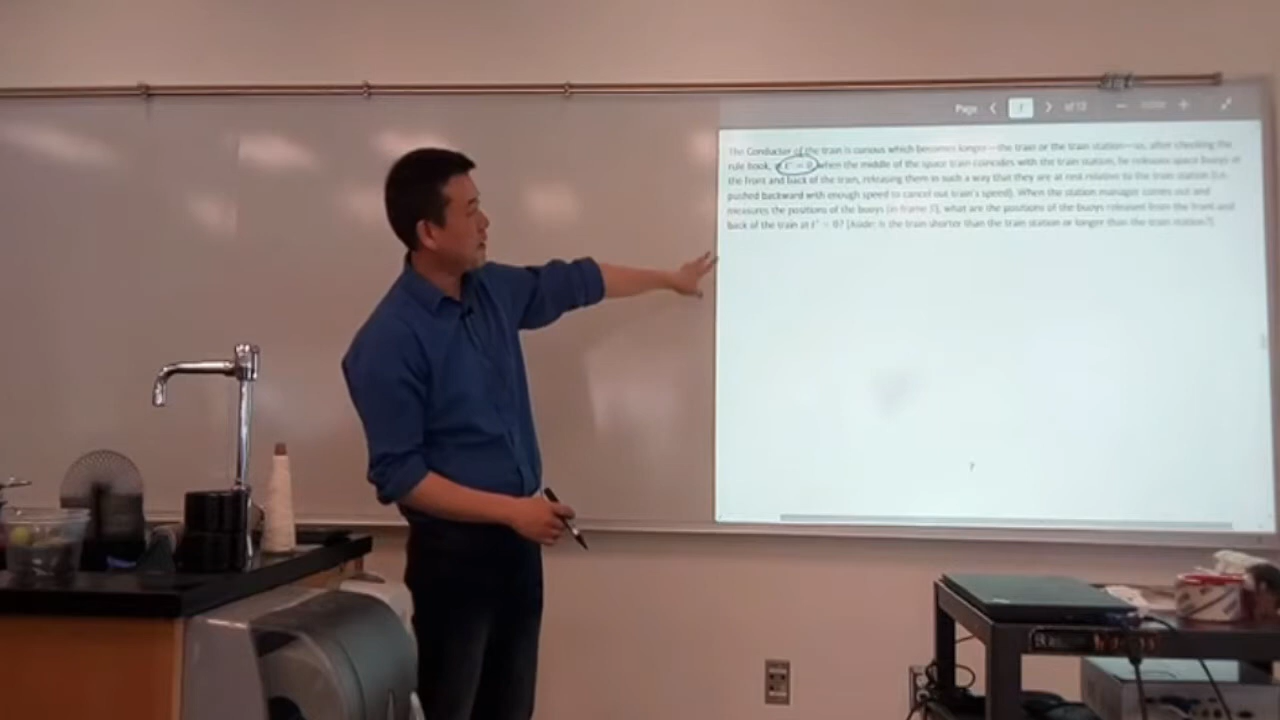 Page 7 of 12
The Conductor of the train is curious which becomes longer—the train or the train station—so, after checking the
rule book, at t' = 0 when the middle of the space train coincides with the train station, he releases space buoys at
the front and back of the train, releasing them in such a way that they are at rest relative to the train station (i.e.
pushed backward with enough speed to cancel out train's speed). When the station manager comes out and
measures the positions of the buoys (in frame S), what are the positions of the buoys released from the front and
back of the train at t' = 0? [Aside: is the train shorter than the train station or longer than the train station?]
7